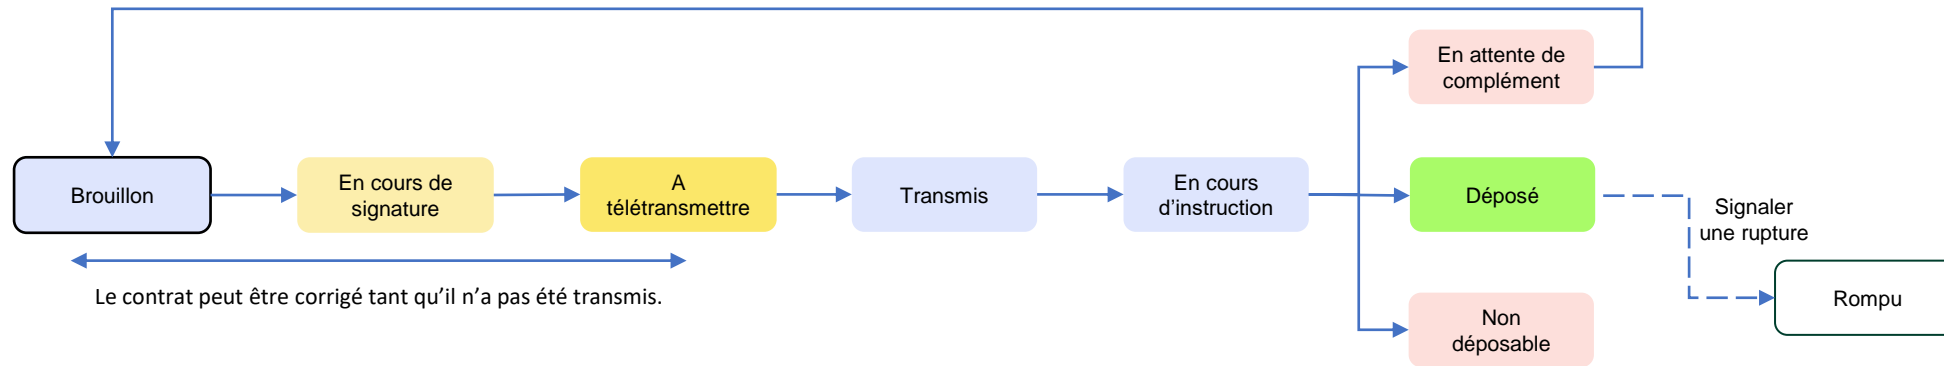 En attente de
complément
Brouillon
En cours de
signature
A
télétransmettre
Transmis
En cours
d’instruction
Déposé
Signaler
une rupture
Le contrat peut être corrigé tant qu’il n’a pas été transmis.
Non
déposable
Rompu